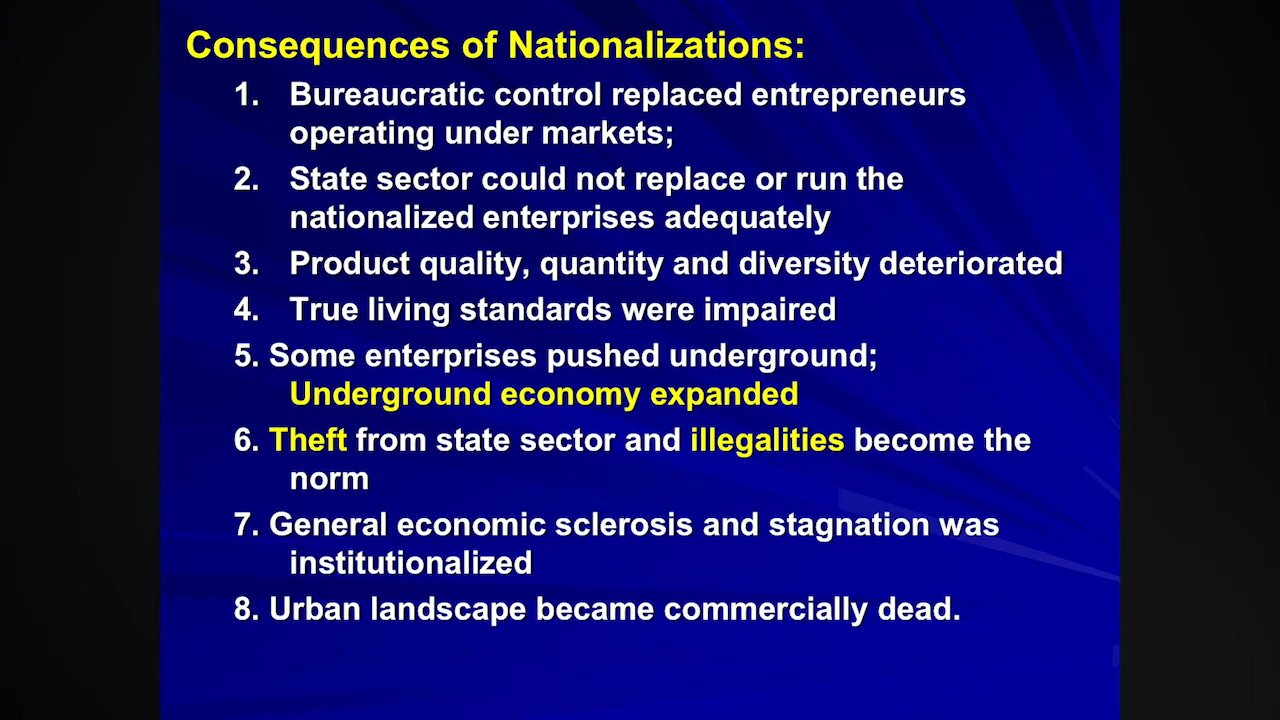 Consequences of Nationalizations:
1. Bureaucratic control replaced entrepreneurs
operating under markets;
2. State sector could not replace or run the
nationalized enterprises adequately
3. Product quality, quantity and diversity deteriorated
4. True living standards were impaired
5. Some enterprises pushed underground;
Underground economy expanded
6. Theft from state sector and illegalities become the
norm
7. General economic sclerosis and stagnation was
institutionalized
8. Urban landscape became commercially dead.